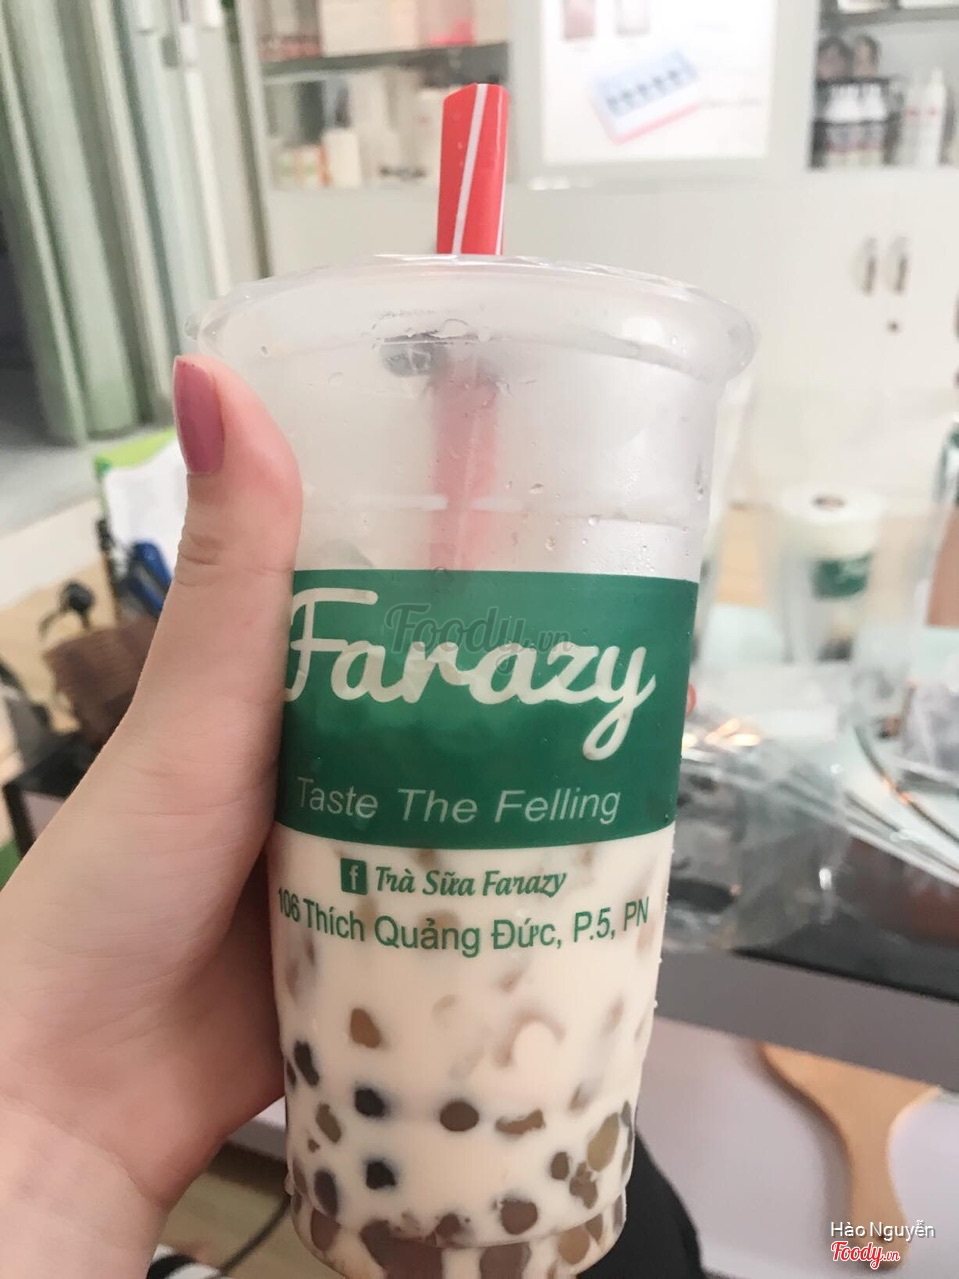 Farazy
Foody.vn
Taste The Felling
f Trà Sữa Farazy
106 Thích Quảng Đức, P.5, PN
Hào Nguyễn
Foody.vn